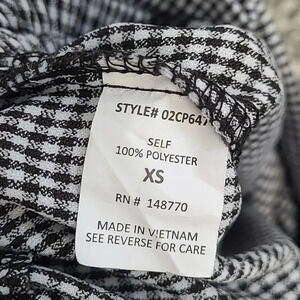 STYLE# 02CP647
SELF
100% POLYESTER
XS
RN# 148770
MADE IN VIETNAM
SEE REVERSE FOR CARE